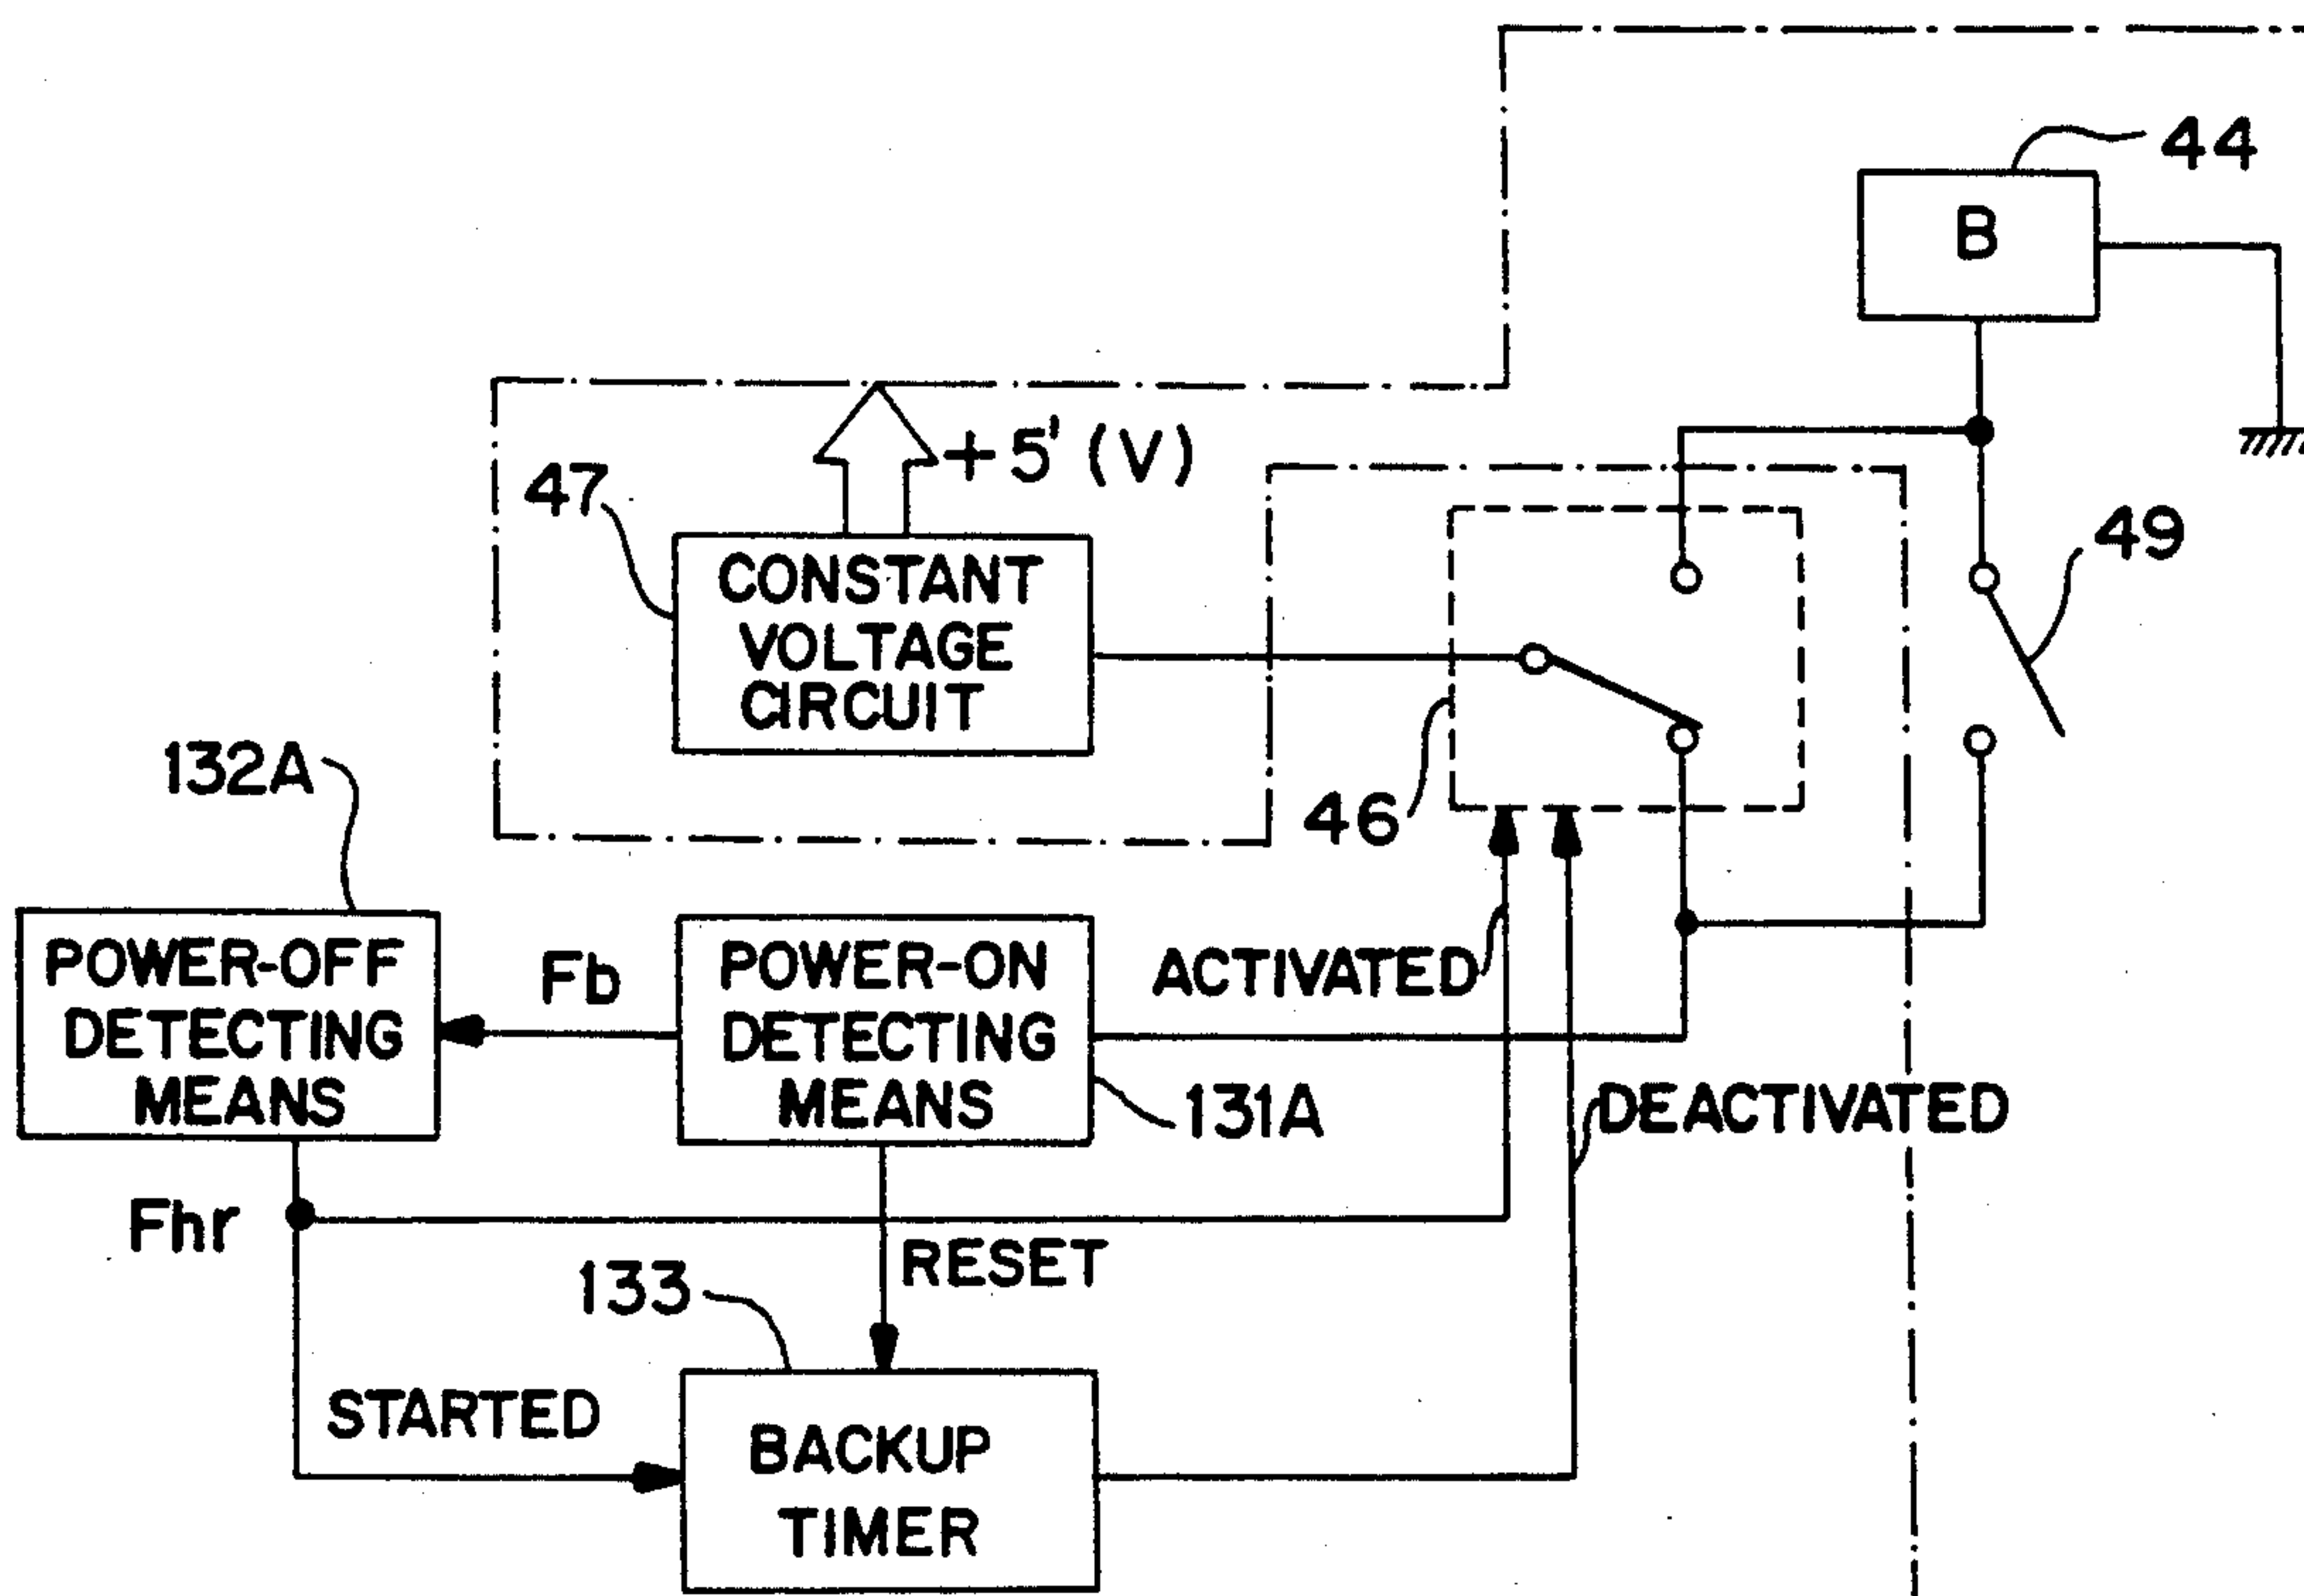 44
B
+5' (V)
47
49
CONSTANT
VOLTAGE
CIRCUIT
132A
46
POWER-OFF
DETECTING
MEANS
Fb
POWER-ON
DETECTING
MEANS
ACTIVATED
131A
DEACTIVATED
Fhr
RESET
133
STARTED
BACKUP
TIMER